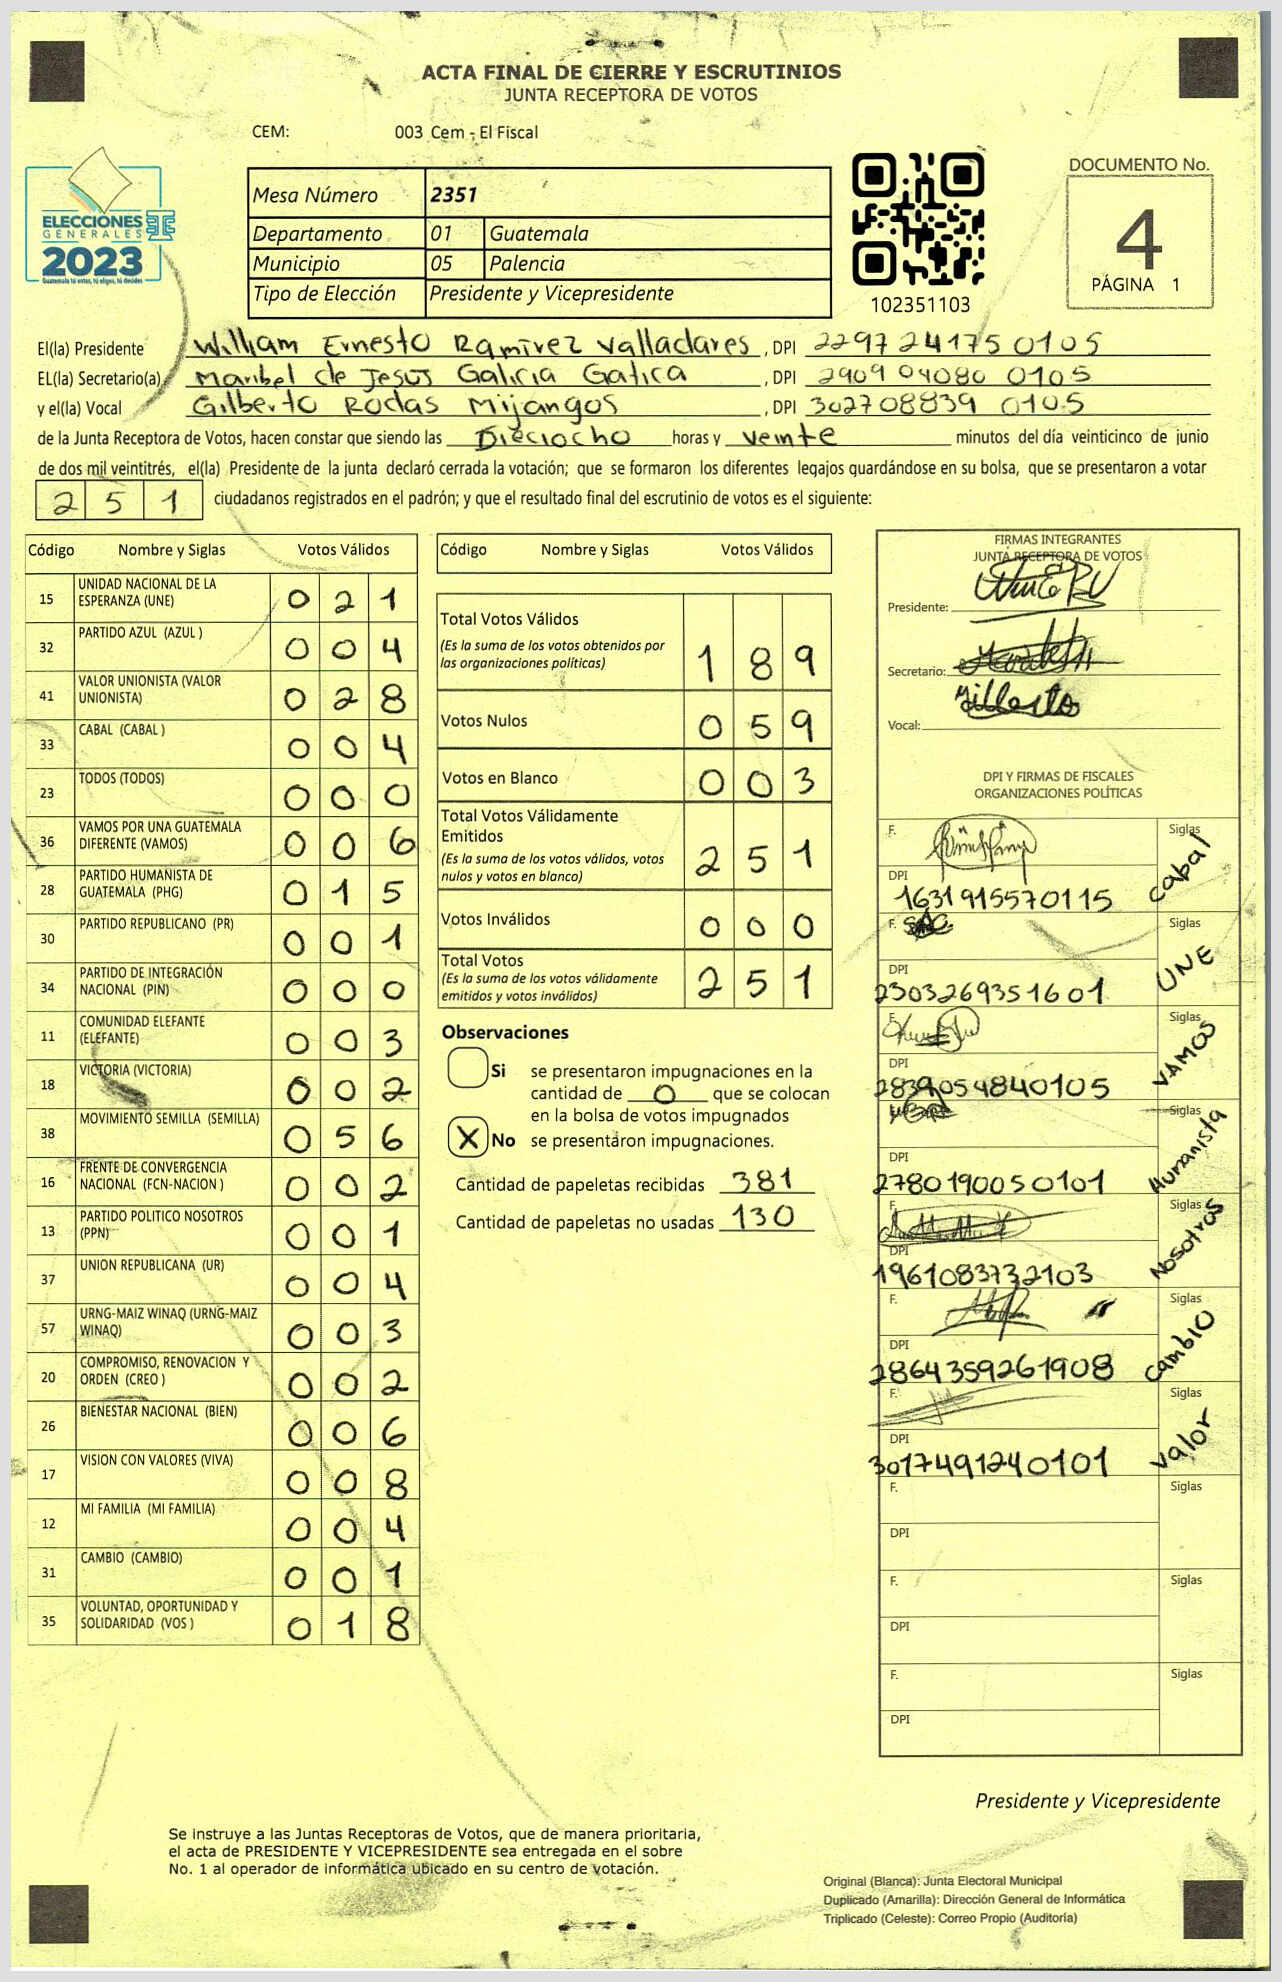 ACTA FINAL DE CIERRE Y ESCRUTINIOS
JUNTA RECEPTORA DE VOTOS
CEM: 003 Cem - El Fiscal
ELECCIONES
GENERALES
2023
Guatemala tú votas, tú eliges, tú decides
Mesa Número 2351
Departamento 01 Guatemala
Municipio 05 Palencia
Tipo de Elección Presidente y Vicepresidente
102351103
DOCUMENTO No.
4
PÁGINA 1
El(la) Presidente William Ernesto Ramírez Valladares , DPI 2297241750105
EL(la) Secretario(a) Maribel de Jesus Galicia Gatica , DPI 2909 04080 0105
y el(la) Vocal Gilberto Rodas Mijangos , DPI 302708839 0105
de la Junta Receptora de Votos, hacen constar que siendo las Dieciocho horas y veinte minutos del día veinticinco de junio
de dos mil veintitrés, el(la) Presidente de la junta declaró cerrada la votación; que se formaron los diferentes legajos guardándose en su bolsa, que se presentaron a votar
2 5 1 ciudadanos registrados en el padrón; y que el resultado final del escrutinio de votos es el siguiente:
Código Nombre y Siglas Votos Válidos
15 UNIDAD NACIONAL DE LA ESPERANZA (UNE) 0 2 1
32 PARTIDO AZUL (AZUL ) 0 0 4
41 VALOR UNIONISTA (VALOR UNIONISTA) 0 2 8
33 CABAL (CABAL ) 0 0 4
23 TODOS (TODOS) 0 0 0
36 VAMOS POR UNA GUATEMALA DIFERENTE (VAMOS) 0 0 6
28 PARTIDO HUMANISTA DE GUATEMALA (PHG) 0 1 5
30 PARTIDO REPUBLICANO (PR) 0 0 1
34 PARTIDO DE INTEGRACIÓN NACIONAL (PIN) 0 0 0
11 COMUNIDAD ELEFANTE (ELEFANTE) 0 0 3
18 VICTORIA (VICTORIA) 0 0 2
38 MOVIMIENTO SEMILLA (SEMILLA) 0 5 6
16 FRENTE DE CONVERGENCIA NACIONAL (FCN-NACION ) 0 0 2
13 PARTIDO POLITICO NOSOTROS (PPN) 0 0 1
37 UNION REPUBLICANA (UR) 0 0 4
57 URNG-MAIZ WINAQ (URNG-MAIZ WINAQ) 0 0 3
20 COMPROMISO, RENOVACION Y ORDEN (CREO ) 0 0 2
26 BIENESTAR NACIONAL (BIEN) 0 0 6
17 VISION CON VALORES (VIVA) 0 0 8
12 MI FAMILIA (MI FAMILIA) 0 0 4
31 CAMBIO (CAMBIO) 0 0 1
35 VOLUNTAD, OPORTUNIDAD Y SOLIDARIDAD (VOS ) 0 1 8
Código Nombre y Siglas Votos Válidos
Total Votos Válidos
(Es la suma de los votos obtenidos por
las organizaciones políticas) 1 8 9
Votos Nulos 0 5 9
Votos en Blanco 0 0 3
Total Votos Válidamente
Emitidos
(Es la suma de los votos válidos, votos
nulos y votos en blanco) 2 5 1
Votos Inválidos 0 0 0
Total Votos
(Es la suma de los votos válidamente
emitidos y votos inválidos) 2 5 1
Observaciones
Si se presentaron impugnaciones en la
cantidad de 0 que se colocan
en la bolsa de votos impugnados
X No se presentaron impugnaciones.
Cantidad de papeletas recibidas 381
Cantidad de papeletas no usadas 130
FIRMAS INTEGRANTES
JUNTA RECEPTORA DE VOTOS
Presidente:
Secretario:
Vocal: Gilberto
DPI Y FIRMAS DE FISCALES
ORGANIZACIONES POLÍTICAS
F. Siglas
DPI 1631915570115 Cabal
F. Siglas
DPI 2303269351601 UNE
F. Siglas
DPI 2839054840105 VAMOS
Siglas
DPI 2780190050101 Humanista
F. Siglas
DPI 1961083732103 Nosotros
F. Siglas
DPI 2864359261908 Cambio
F. Siglas
DPI 3017491240101 Valor
F. Siglas
DPI
F. Siglas
DPI
F. Siglas
DPI
Presidente y Vicepresidente
Se instruye a las Juntas Receptoras de Votos, que de manera prioritaria,
el acta de PRESIDENTE Y VICEPRESIDENTE sea entregada en el sobre
No. 1 al operador de informática ubicado en su centro de votación.
Original (Blanca): Junta Electoral Municipal
Duplicado (Amarilla): Dirección General de Informática
Triplicado (Celeste): Correo Propio (Auditoría)